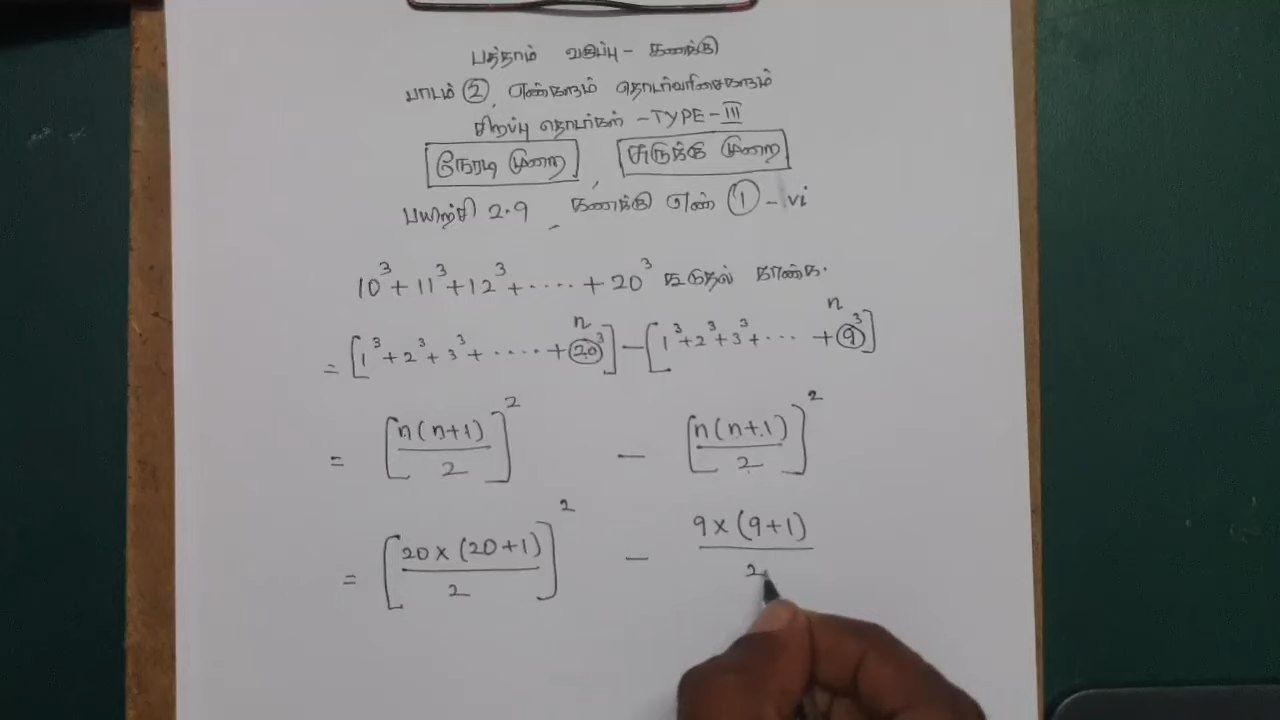 பத்தாம் வகுப்பு - கணக்கு
பாடம் 2, எண்களும் தொடர்வரிசைகளும்
சிறப்பு தொடர்கள் - TYPE - III
நேரடி முறை, சுருக்கு முறை
பயிற்சி 2.9, கணக்கு எண் 1 - vi
10³ + 11³ + 12³ + .... + 20³ கூடுதல் காண்க.
= [1³ + 2³ + 3³ + ..... + 20³] - [1³ + 2³ + 3³ + ... + 9³]
n n
= [n(n+1)/2]² - [n(n+1)/2]²
= [20×(20+1)/2]² - 9×(9+1)/2